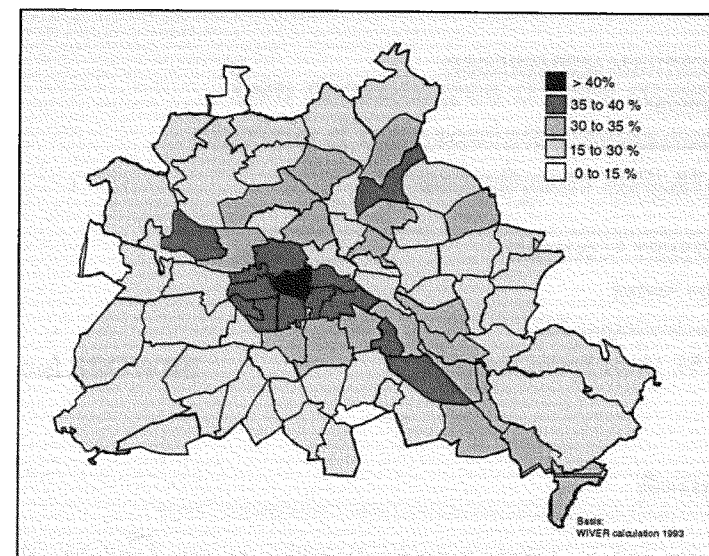 > 40%
35 to 40 %
30 to 35 %
15 to 30 %
0 to 15 %
Basis:
WIVER calculation 1993